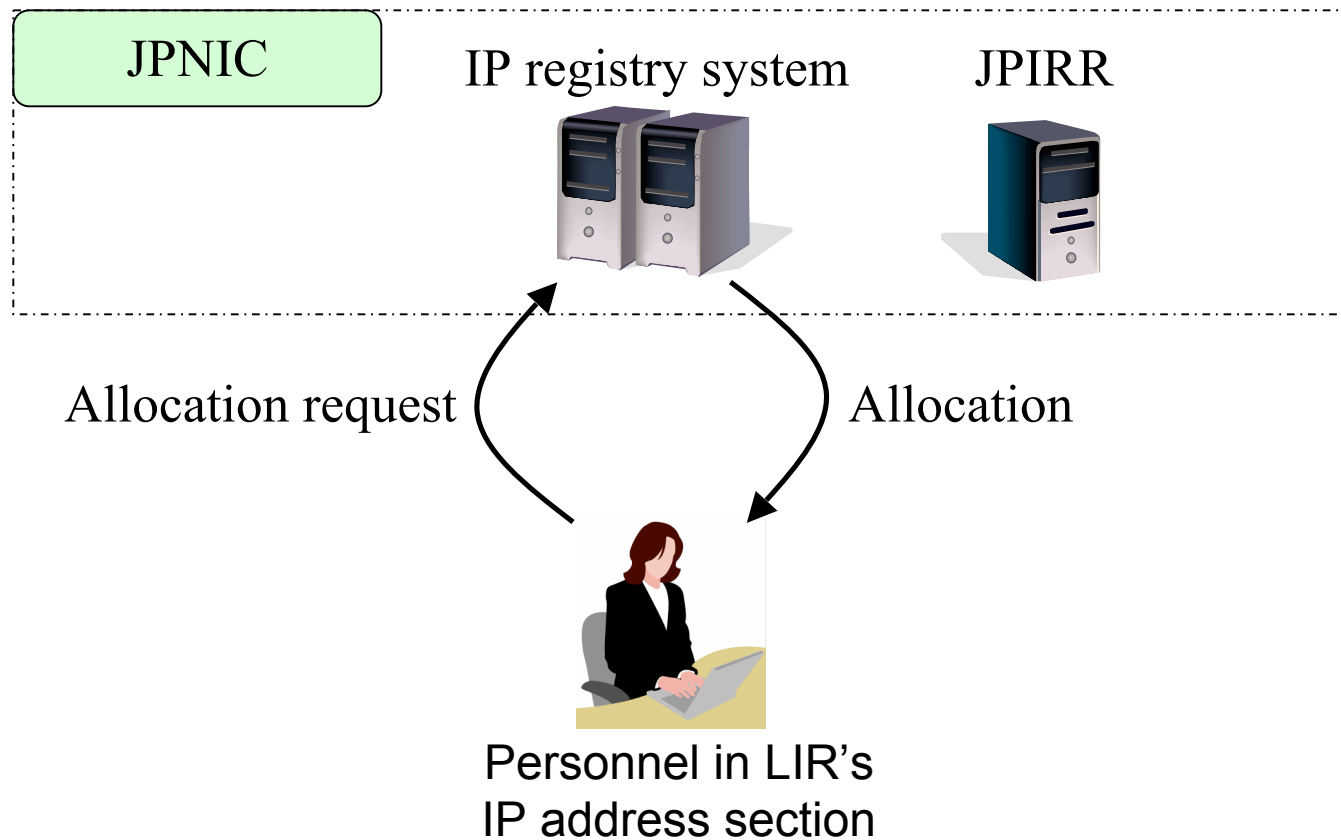 JPNIC
IP registry system
JPIRR
Allocation request
Allocation
Personnel in LIR’s
IP address section